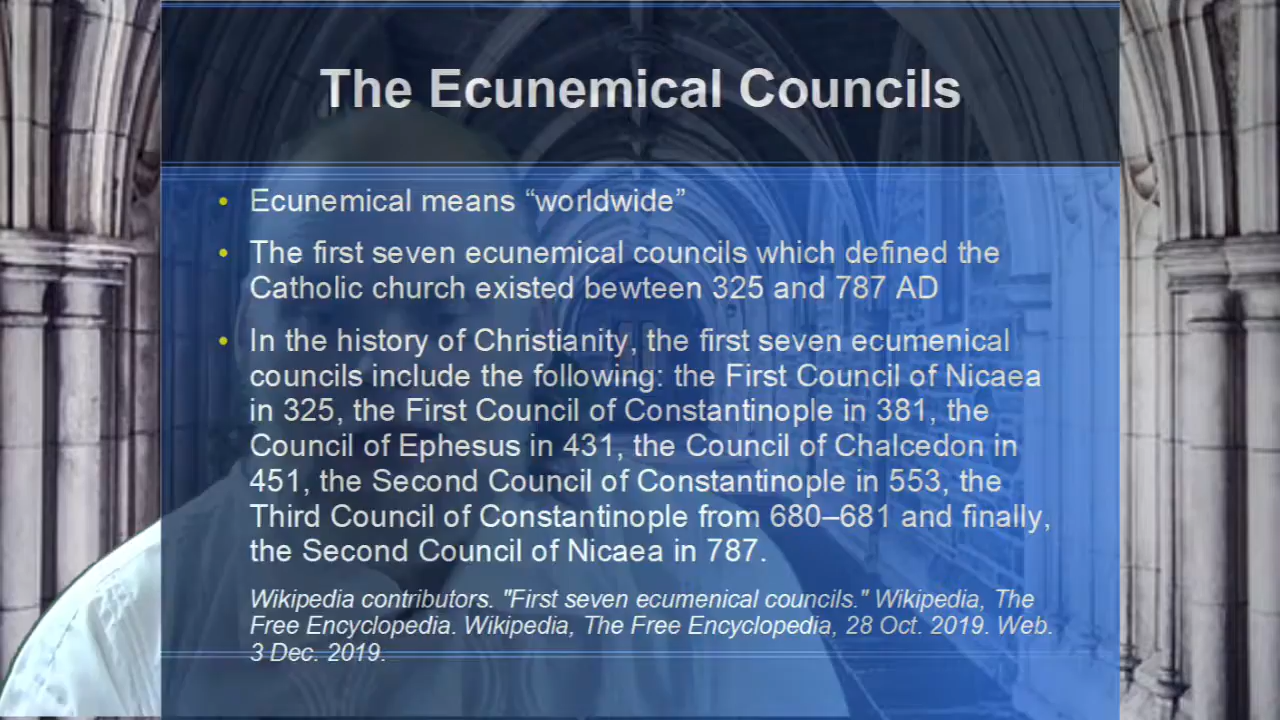 The Ecunemical Councils
• Ecunemical means “worldwide”
• The first seven ecunemical councils which defined the
Catholic church existed bewteen 325 and 787 AD
• In the history of Christianity, the first seven ecumenical
councils include the following: the First Council of Nicaea
in 325, the First Council of Constantinople in 381, the
Council of Ephesus in 431, the Council of Chalcedon in
451, the Second Council of Constantinople in 553, the
Third Council of Constantinople from 680–681 and finally,
the Second Council of Nicaea in 787.
Wikipedia contributors. "First seven ecumenical councils." Wikipedia, The
Free Encyclopedia. Wikipedia, The Free Encyclopedia, 28 Oct. 2019. Web.
3 Dec. 2019.